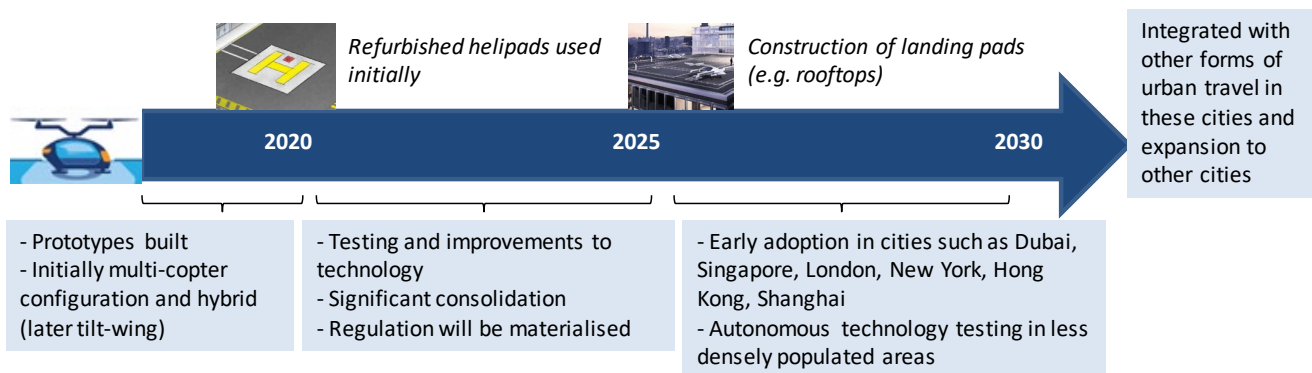 Refurbished helipads used
initially
Construction of landing pads
(e.g. rooftops)
Integrated with
other forms of
urban travel in
these cities and
expansion to
other cities
H
2020
2025
2030
- Prototypes built
- Initially multi-copter
configuration and hybrid
(later tilt-wing)
- Testing and improvements to
technology
- Significant consolidation
- Regulation will be materialised
- Early adoption in cities such as Dubai,
Singapore, London, New York, Hong
Kong, Shanghai
- Autonomous technology testing in less
densely populated areas